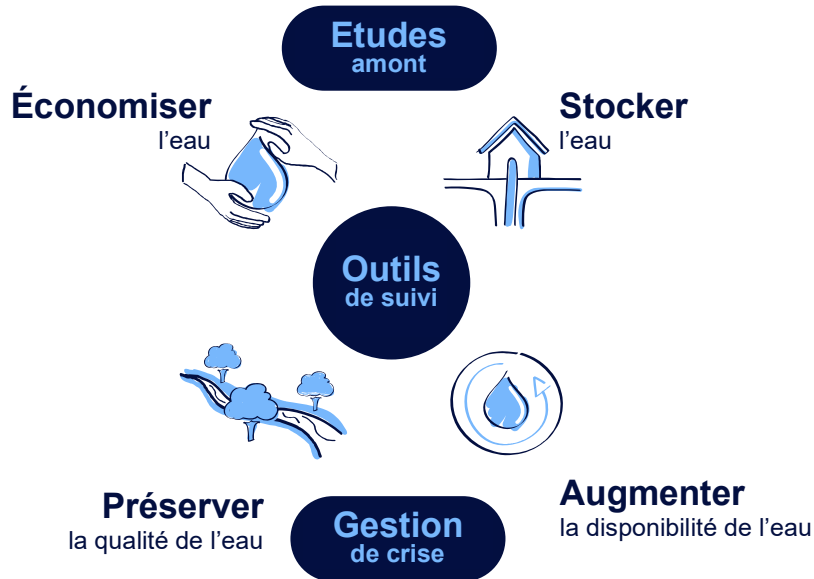 Etudes
amont
Économiser
l'eau
Stocker
l'eau
Outils
de suivi
Préserver
la qualité de l'eau
Gestion
de crise
Augmenter
la disponibilité de l'eau